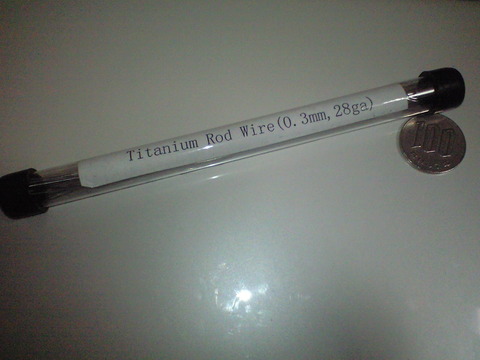 Titanium Rod Wire(0.3mm,28ga)
100